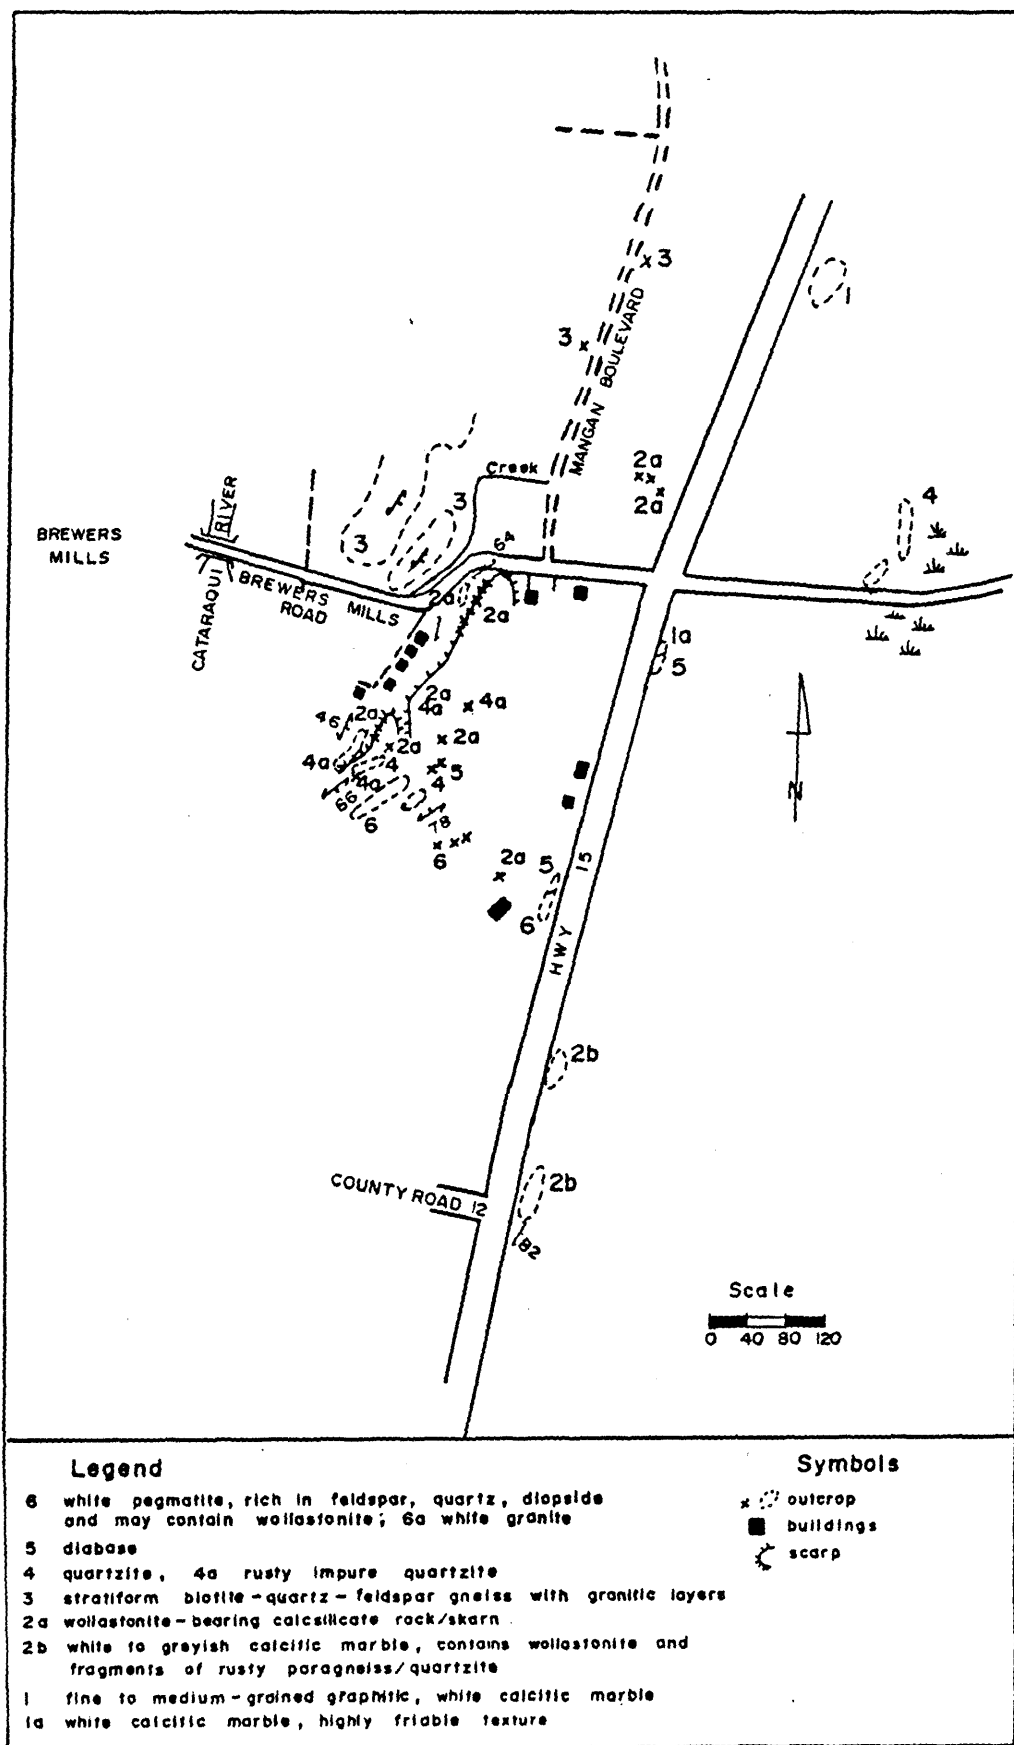 3
MANGAN BOULEVARD
3
1
2a
2a
Creek
4
3
3
RIVER
BREWERS
MILLS
64
CATARAQUI
BREWERS MILLS
ROAD
2a
2a
1a
5
2a
4a
4a
46
2a
2a
2a
4a
4
5
4a
4
66
6
78
6
2a
5
6
N
HWY 15
2b
COUNTY ROAD 12
2b
82
Scale
0 40 80 120
Legend
6 white pegmatite, rich in feldspar, quartz, diopside
and may contain wollastonite; 6a white granite
5 diabase
4 quartzite, 4a rusty impure quartzite
3 stratiform biotite-quartz-feldspar gneiss with granitic layers
2a wollastonite-bearing calcsilicate rock/skarn
2b white to greyish calcitic marble, contains wollastonite and
fragments of rusty paragneiss/quartzite
1 fine to medium-grained graphitic, white calcitic marble
1a white calcitic marble, highly friable texture
Symbols
outcrop
buildings
scarp